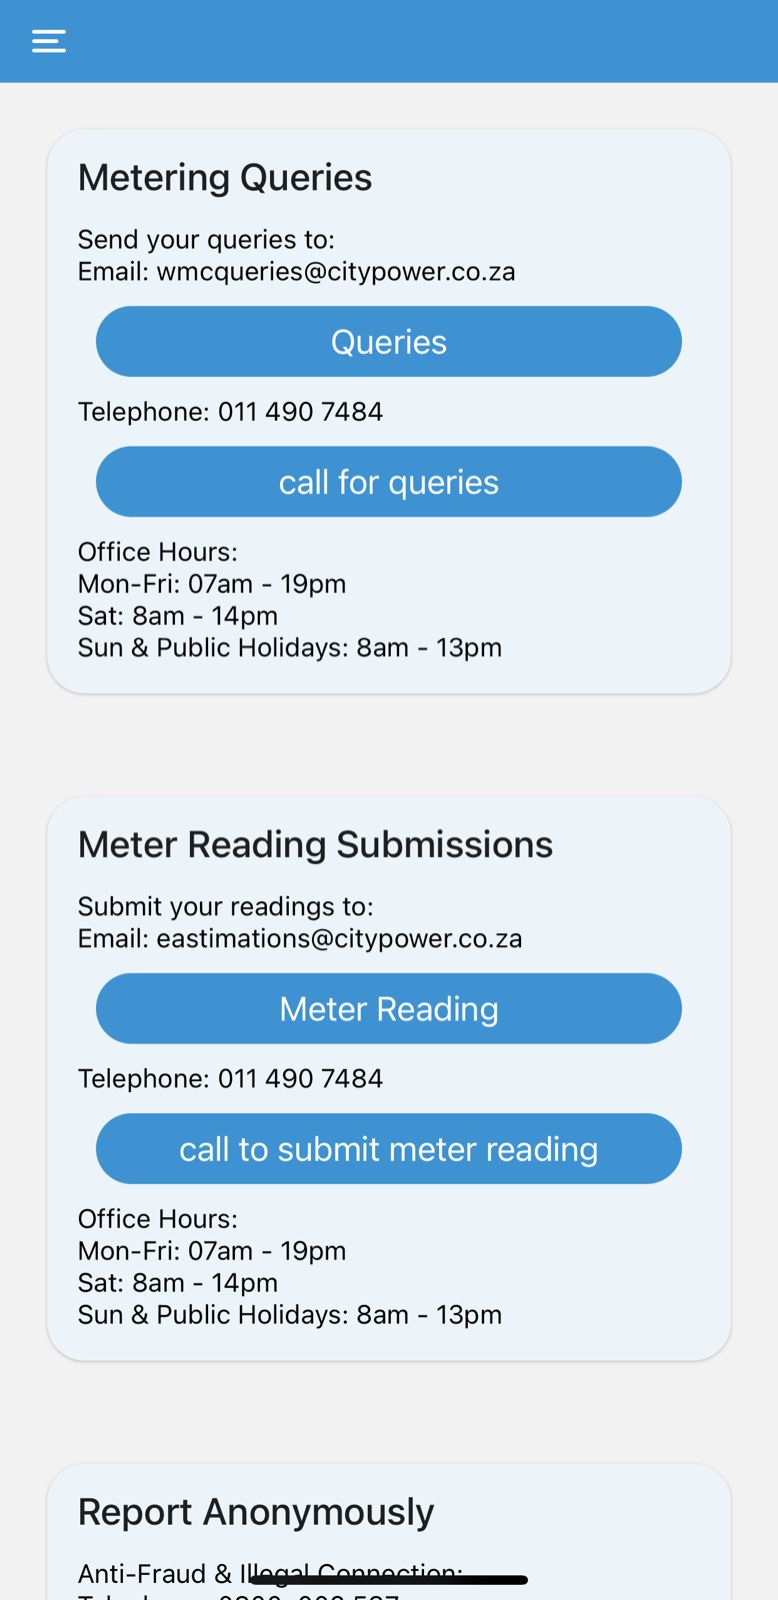 Metering Queries
Send your queries to:
Email: wmcqueries@citypower.co.za
Queries
Telephone: 011 490 7484
call for queries
Office Hours:
Mon-Fri: 07am - 19pm
Sat: 8am - 14pm
Sun & Public Holidays: 8am - 13pm
Meter Reading Submissions
Submit your readings to:
Email: eastimations@citypower.co.za
Meter Reading
Telephone: 011 490 7484
call to submit meter reading
Office Hours:
Mon-Fri: 07am - 19pm
Sat: 8am - 14pm
Sun & Public Holidays: 8am - 13pm
Report Anonymously
Anti-Fraud & Illegal Connection: